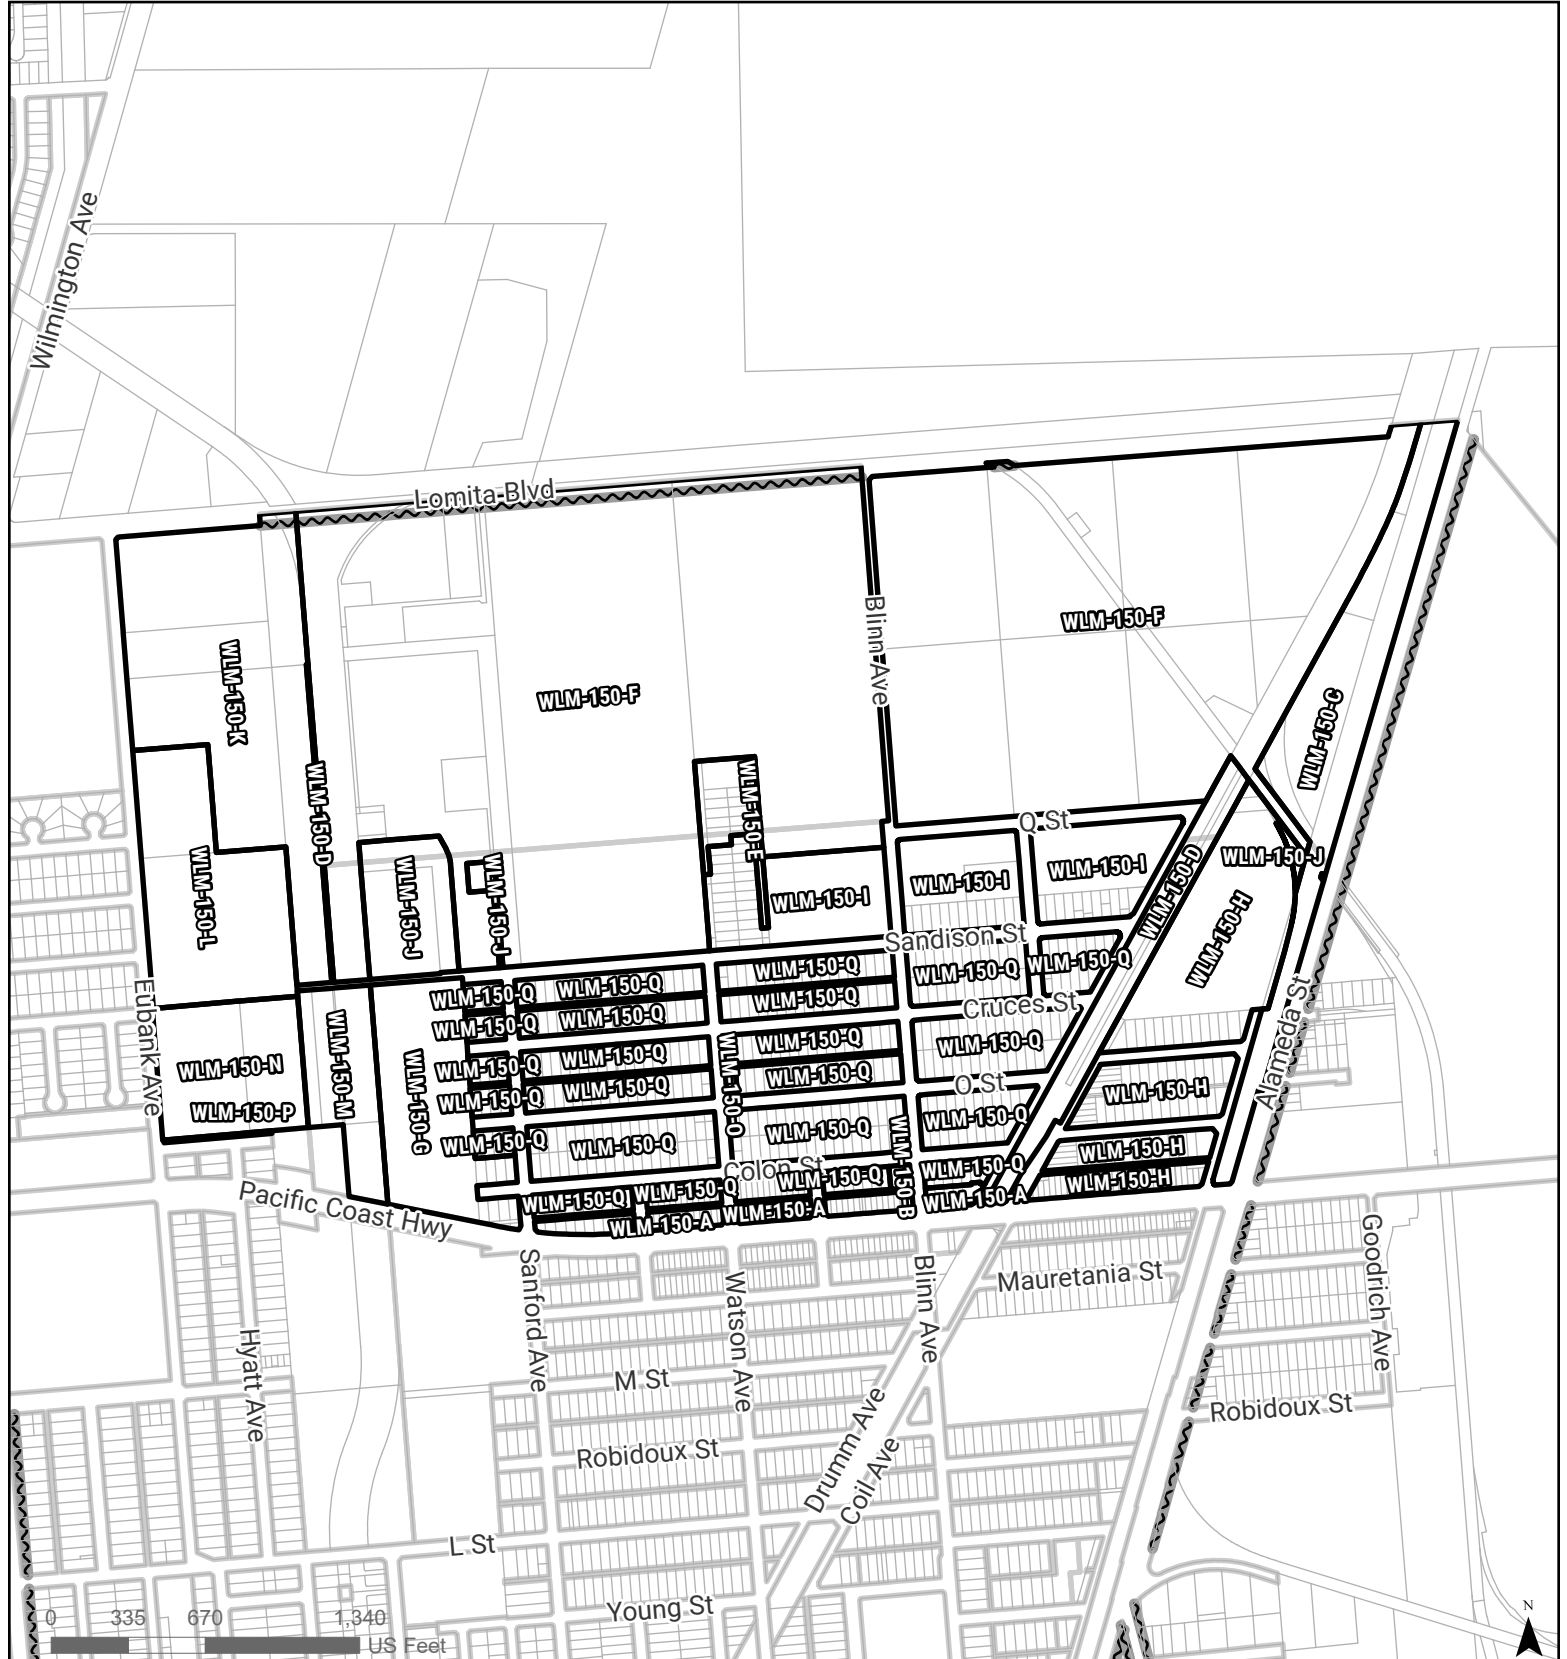 Wilmington Ave
Lomita Blvd
Blinn Ave
WLM-150-F
WLM-150-K
WLM-150-F
WLM-150-C
WLM-150-D
WLM-150-E
Q St
WLM-150-L
WLM-150-J
WLM-150-J
WLM-150-I
WLM-150-I
WLM-150-I
WLM-150-D
WLM-150-J
WLM-150-H
Sandison St
WLM-150-Q
WLM-150-Q
WLM-150-Q
WLM-150-Q
WLM-150-Q
WLM-150-Q
WLM-150-Q
WLM-150-Q
Cruces St
Eubank Ave
WLM-150-N
WLM-150-P
WLM-150-M
WLM-150-G
WLM-150-Q
WLM-150-Q
WLM-150-Q
WLM-150-Q
WLM-150-Q
WLM-150-Q
WLM-150-Q
WLM-150-O
O St
WLM-150-H
Alameda St
WLM-150-Q
WLM-150-Q
WLM-150-Q
WLM-150-Q
WLM-150-B
WLM-150-H
Colon St
WLM-150-Q
WLM-150-Q
WLM-150-Q
WLM-150-Q
WLM-150-H
Pacific Coast Hwy
WLM-150-A
WLM-150-A
WLM-150-A
Sanford Ave
Watson Ave
Blinn Ave
Mauretania St
Goodrich Ave
Hyatt Ave
M St
Robidoux St
Robidoux St
Drumm Ave
Coil Ave
L St
Young St
0 335 670 1,340
US Feet
N